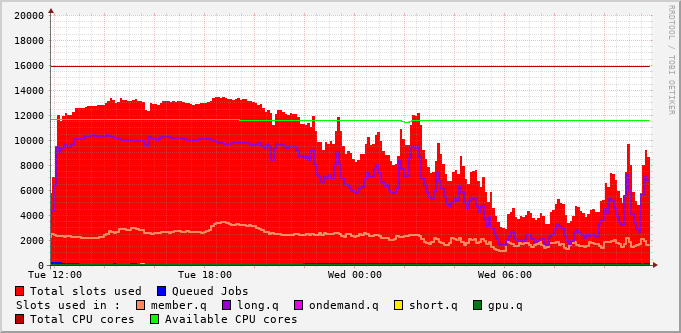 20000
18000
16000
14000
12000
10000
8000
6000
4000
2000
0
Tue 12:00 Tue 18:00 Wed 00:00 Wed 06:00
Total slots used Queued Jobs
Slots used in : member.q long.q ondemand.q short.q gpu.q
Total CPU cores Available CPU cores
RRDTOOL / TOBI OETIKER